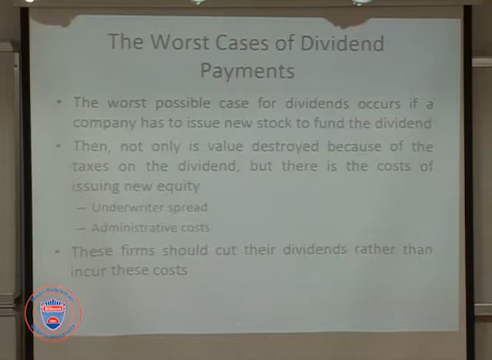 The Worst Cases of Dividend
Payments
• The worst possible case for dividends occurs if a
company has to issue new stock to fund the dividend
• Then, not only is value destroyed because of the
taxes on the dividend, but there is the costs of
issuing new equity
– Underwriter spread
– Administrative costs
• These firms should cut their dividends rather than
incur these costs